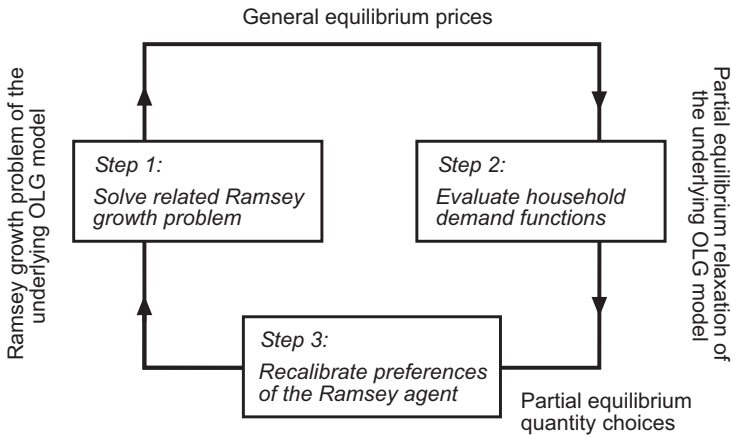 General equilibrium prices
Ramsey growth problem of the
underlying OLG model
Step 1:
Solve related Ramsey
growth problem
Step 2:
Evaluate household
demand functions
Partial equilibrium relaxation of
the underlying OLG model
Step 3:
Recalibrate preferences
of the Ramsey agent
Partial equilibrium
quantity choices